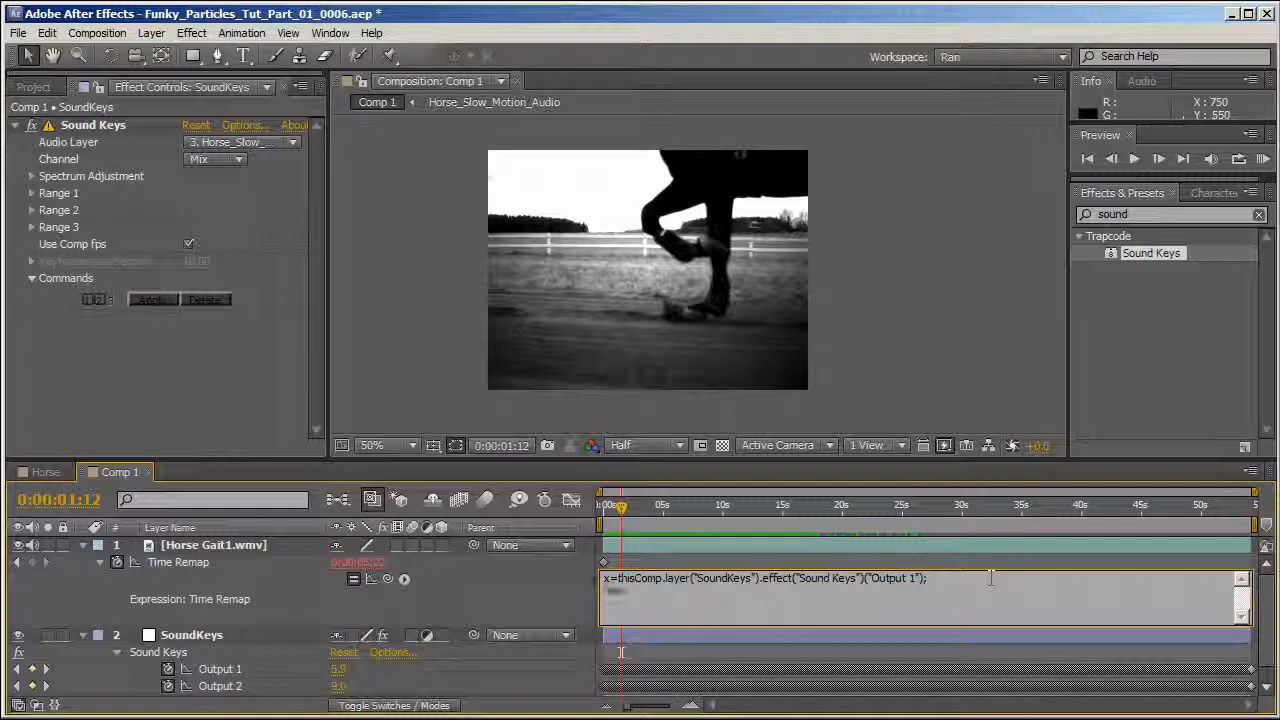 Adobe After Effects - Funky_Particles_Tut_Part_01_0006.aep *
File Edit Composition Layer Effect Animation View Window Help
Workspace: Ran Search Help
Project Effect Controls: SoundKeys
Comp 1 • SoundKeys
Sound Keys Reset Options... Abou
Audio Layer 3. Horse_Slow_...
Channel Mix
Spectrum Adjustment
Range 1
Range 2
Range 3
Use Comp fps
Commands
Apply Delete
Composition: Comp 1
Comp 1 Horse_Slow_Motion_Audio
50% 0:00:01:12 Half Active Camera 1 View +0.0
Info Audio
R : X : 750
G : Y : 550
Preview
Effects & Presets Character
sound
Trapcode
Sound Keys
Horse Comp 1
0:00:01:12
# Layer Name Parent
:00s 05s 10s 15s 20s 25s 30s 35s 40s 45s 50s 5
1 [Horse Gait1.wmv] None
Time Remap
Expression: Time Remap
x=thisComp.layer("SoundKeys").effect("Sound Keys")("Output 1");
2 SoundKeys None
Sound Keys Reset Options...
Output 1 5.9
Output 2 9.0
Toggle Switches / Modes